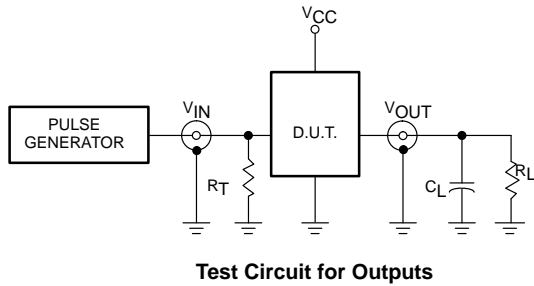 VCC
PULSE
GENERATOR
VIN
D.U.T.
VOUT
RT
CL
RL
Test Circuit for Outputs